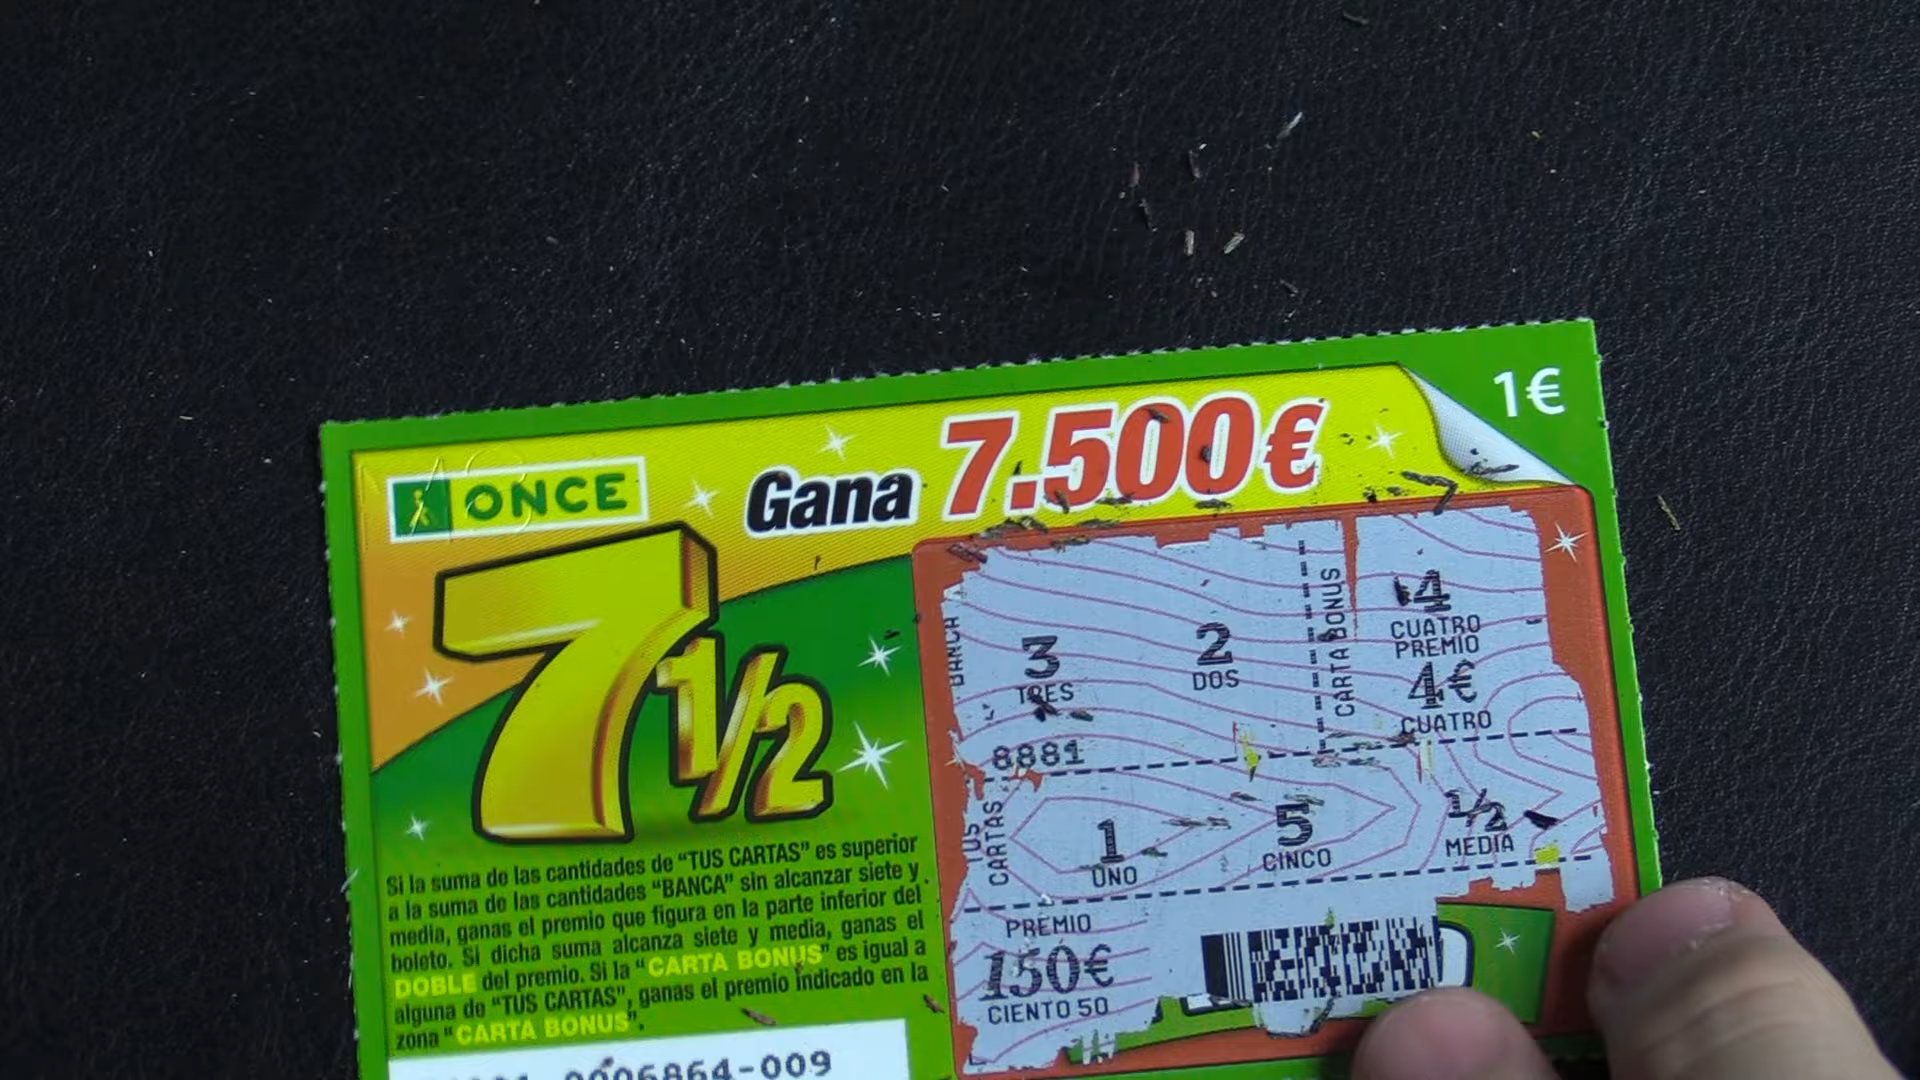 1€
Gana 7.500€
ONCE
7 1/2
BANCA
3
TRES
2
DOS
CARTA BONUS
4
CUATRO
PREMIO
4€
CUATRO
8881
TUS
CARTAS
1
UNO
5
CINCO
1/2
MEDIA
PREMIO
150€
CIENTO 50
Si la suma de las cantidades de “TUS CARTAS” es superior
a la suma de las cantidades “BANCA” sin alcanzar siete y
media, ganas el premio que figura en la parte inferior del
boleto. Si dicha suma alcanza siete y media, ganas el
DOBLE del premio. Si la “CARTA BONUS” es igual a
alguna de “TUS CARTAS”, ganas el premio indicado en la
zona “CARTA BONUS”.
0006864-009